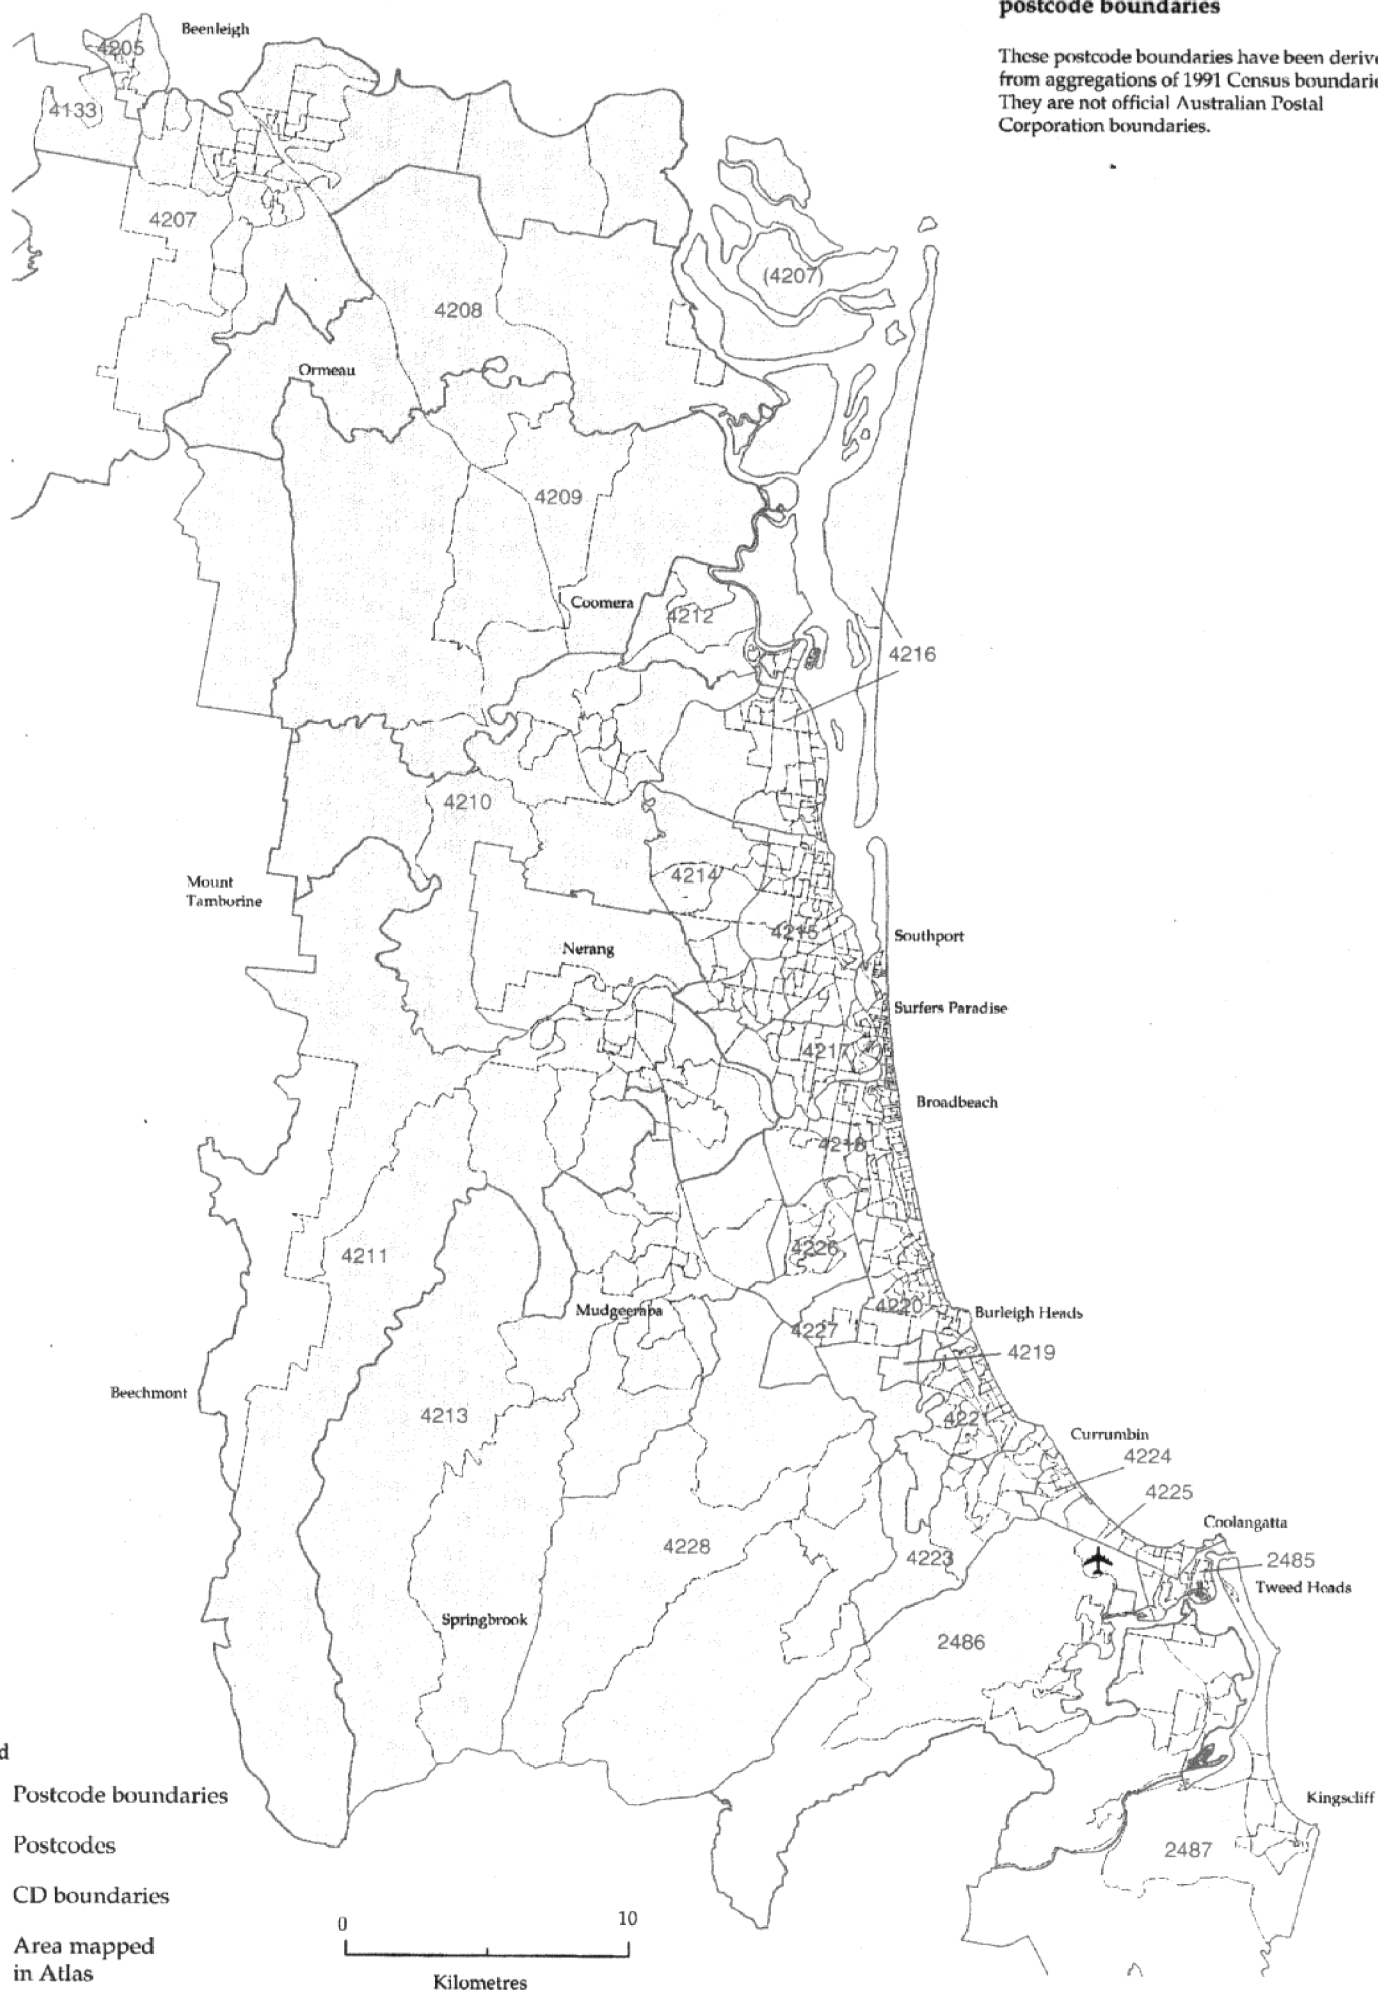 postcode boundaries
These postcode boundaries have been derive
from aggregations of 1991 Census boundarie
They are not official Australian Postal
Corporation boundaries.
Beenleigh
4205
4133
4207
(4207)
4208
Ormeau
4209
Coomera
4212
4216
4210
4214
Mount
Tamborine
4215
Southport
Nerang
Surfers Paradise
4217
Broadbeach
4218
4226
4211
4220
Mudgeeraba
Burleigh Heads
4227
4219
Beechmont
4213
422
Currumbin
4224
4225
Coolangatta
4228
4223
2485
Tweed Heads
Springbrook
2486
d
Postcode boundaries
Kingscliff
Postcodes
2487
CD boundaries
0 10
Area mapped
in Atlas
Kilometres